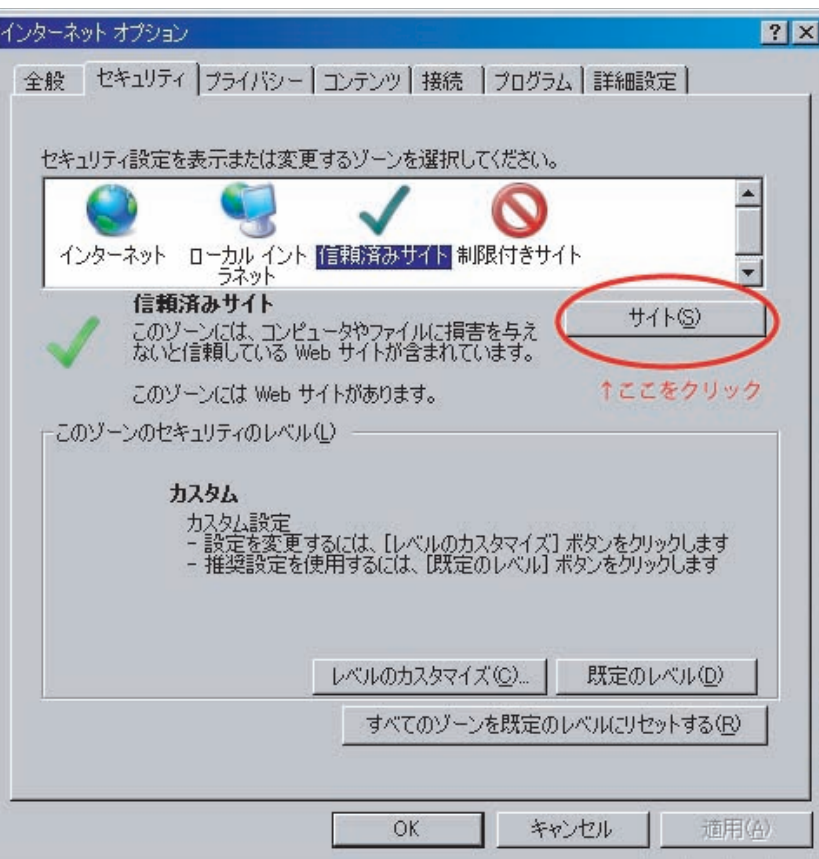 インターネット オプション
全般 セキュリティ プライバシー コンテンツ 接続 プログラム 詳細設定
セキュリティ設定を表示または変更するゾーンを選択してください。
インターネット
ローカル イント
ラネット
信頼済みサイト
制限付きサイト
信頼済みサイト
このゾーンには、コンピュータやファイルに損害を与え
ないと信頼している Web サイトが含まれています。
このゾーンには Web サイトがあります。
サイト(S)
↑ここをクリック
このゾーンのセキュリティのレベル(L)
カスタム
カスタム設定
- 設定を変更するには、[レベルのカスタマイズ] ボタンをクリックします
- 推奨設定を使用するには、[既定のレベル] ボタンをクリックします
レベルのカスタマイズ(C)... 既定のレベル(D)
すべてのゾーンを既定のレベルにリセットする(R)
OK キャンセル 適用(A)